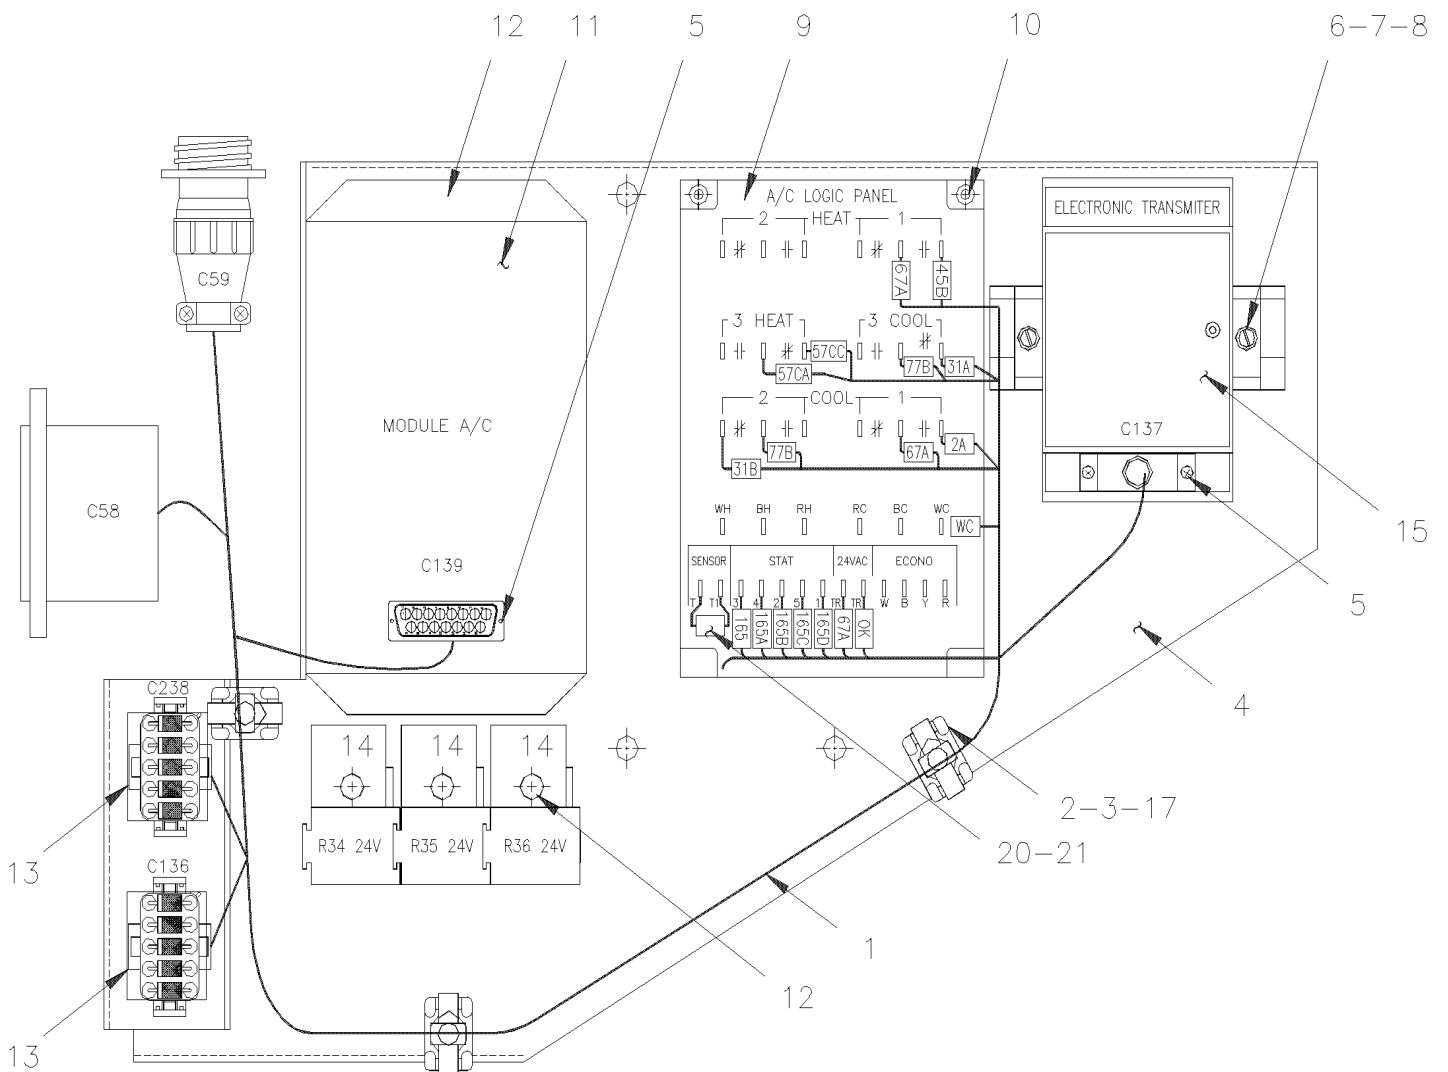 12 11 5 9 10 6-7-8
A/C LOGIC PANEL
2 HEAT 1
ELECTRONIC TRANSMITER
C59
67A 45B
3 HEAT 3 COOL
57CC
77B 31A
57CA
2 COOL 1
MODULE A/C
C137
2A
77B 67A
31B
C58
WH BH RH RC BC WC
WC
15
SENSOR STAT 24VAC ECONO
C139
T T1 3 4 2 5 1 TR TR W B Y R
5
165 165A 165B 165C 165D 67A OK
C238
4
14 14 14
2-3-17
R34 24V R35 24V R36 24V
20-21
13
C136
1
12
13